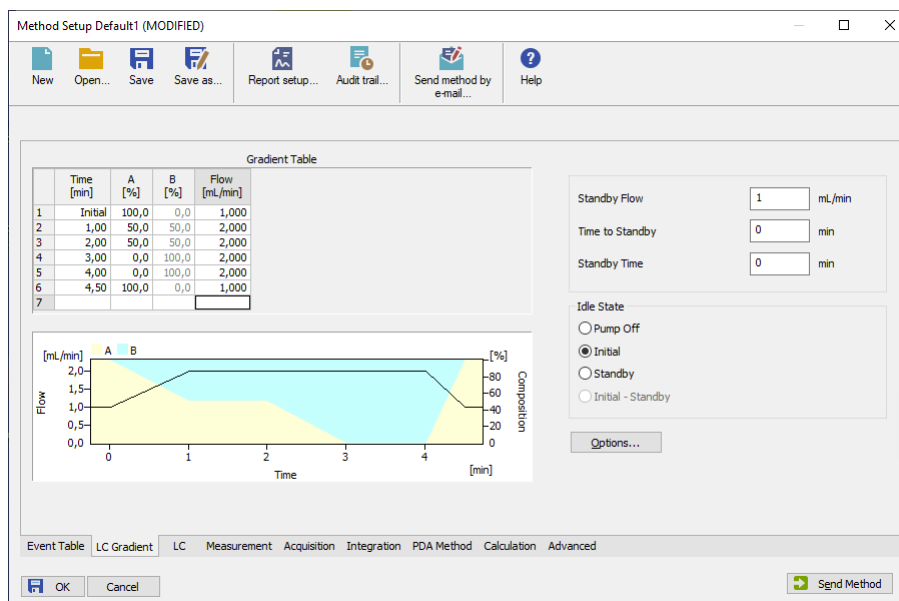 Method Setup Default1 (MODIFIED)
New Open... Save Save as... Report setup... Audit trail... Send method by e-mail... Help
Gradient Table
Time [min] A [%] B [%] Flow [mL/min]
1 Initial 100,0 0,0 1,000
2 1,00 50,0 50,0 2,000
3 2,00 50,0 50,0 2,000
4 3,00 0,0 100,0 2,000
5 4,00 0,0 100,0 2,000
6 4,50 100,0 0,0 1,000
7
Standby Flow 1 mL/min
Time to Standby 0 min
Standby Time 0 min
Idle State
Pump Off
Initial
Standby
Initial - Standby
Options...
[mL/min] A B [%]
2,0
1,5
1,0
0,5
0,0
Flow
80
60
40
20
0
Composition
0 1 2 3 4 [min]
Time
Event Table LC Gradient LC Measurement Acquisition Integration PDA Method Calculation Advanced
OK Cancel Send Method